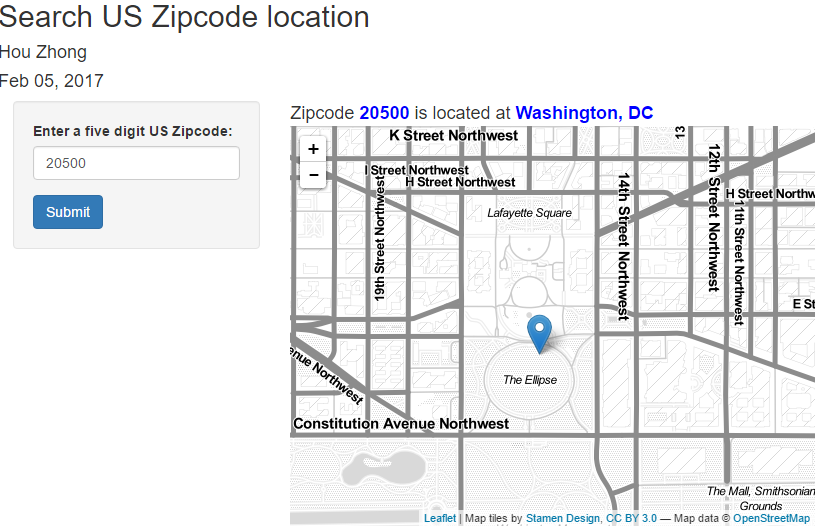 Search US Zipcode location
Hou Zhong
Feb 05, 2017
Enter a five digit US Zipcode:
20500
Submit
Zipcode 20500 is located at Washington, DC
+
−
K Street Northwest
13
I Street Northwest
H Street Northwest
H Street Northw
19th Street Northwest
Lafayette Square
14th Street Northwest
12th Street Northwest
11th Street Northwest
E St
enue Northwest
The Ellipse
Constitution Avenue Northwest
The Mall, Smithsonian
Grounds
Leaflet | Map tiles by Stamen Design, CC BY 3.0 — Map data © OpenStreetMap